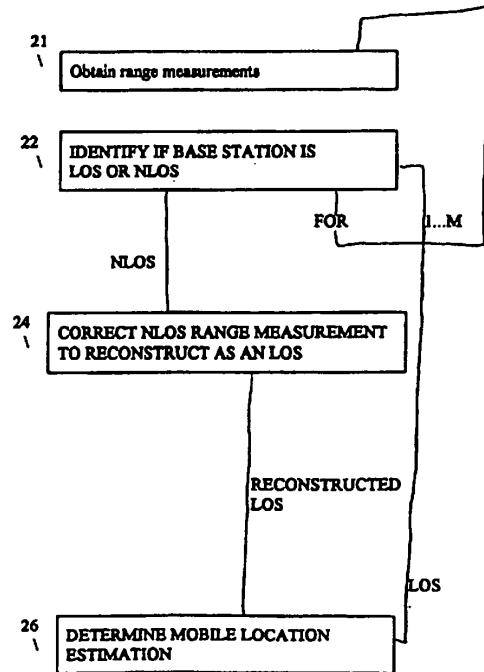 21
Obtain range measurements
22
IDENTIFY IF BASE STATION IS
LOS OR NLOS
FOR 1...M
NLOS
24
CORRECT NLOS RANGE MEASUREMENT
TO RECONSTRUCT AS AN LOS
RECONSTRUCTED
LOS
LOS
26
DETERMINE MOBILE LOCATION
ESTIMATION